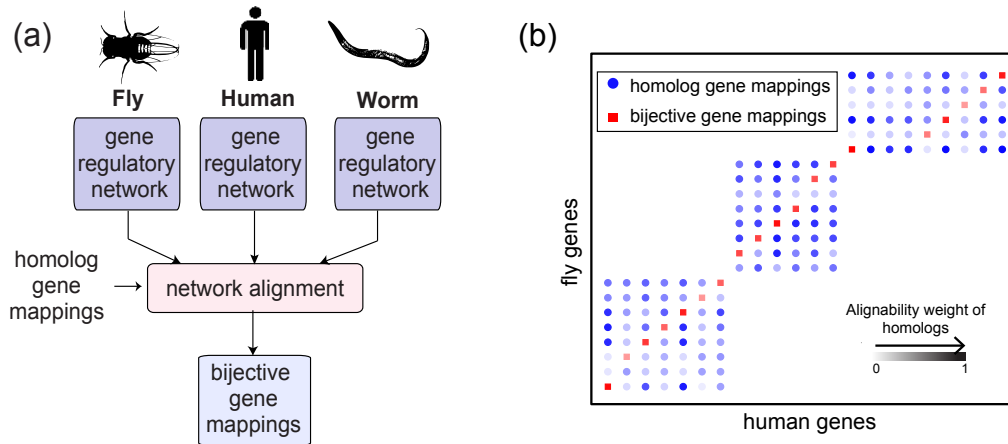 (a)
Fly
Human
Worm
gene
regulatory
network
gene
regulatory
network
gene
regulatory
network
homolog
gene
mappings
network alignment
bijective
gene
mappings
(b)
homolog gene mappings
bijective gene mappings
fly genes
Alignability weight of
homologs
0
1
human genes